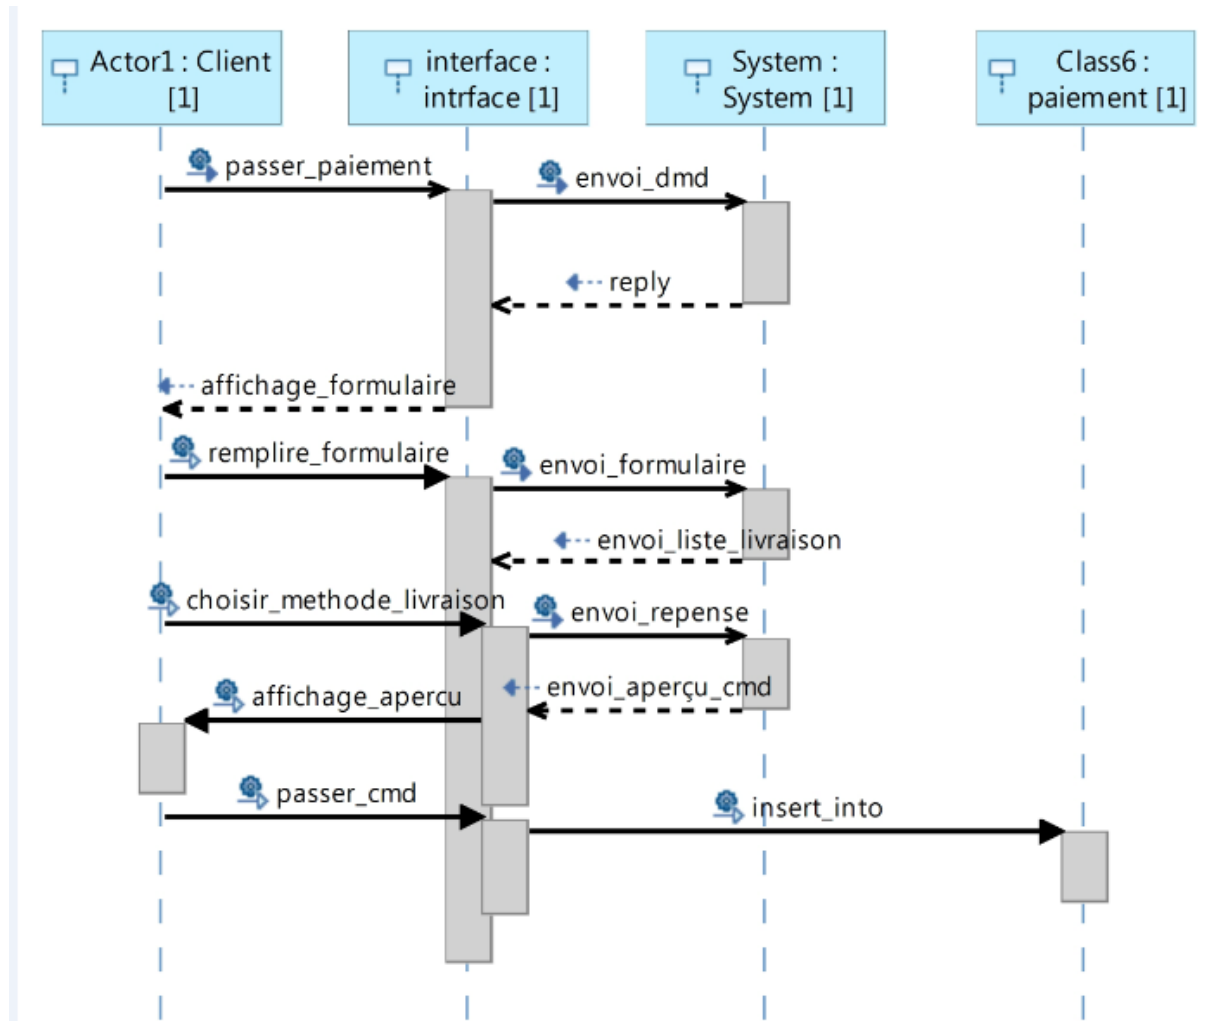 Actor1 : Client
[1]
interface :
intrface [1]
System :
System [1]
Class6 :
paiement [1]
passer_paiement
envoi_dmd
reply
affichage_formulaire
remplire_formulaire
envoi_formulaire
envoi_liste_livraison
choisir_methode_livraison
envoi_repense
envoi_aperçu_cmd
affichage_apercu
passer_cmd
insert_into